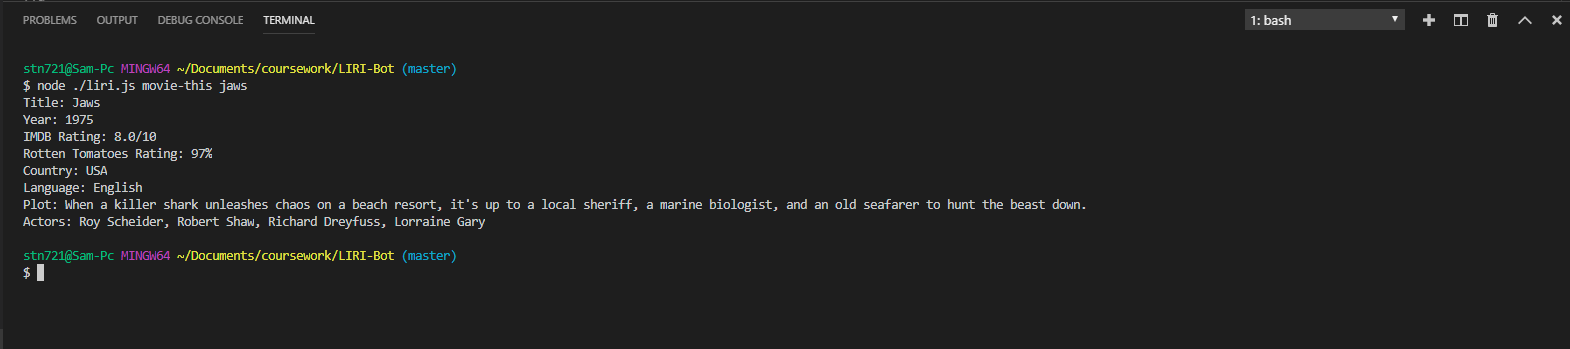 PROBLEMS OUTPUT DEBUG CONSOLE TERMINAL 1: bash
stn721@Sam-Pc MINGW64 ~/Documents/coursework/LIRI-Bot (master)
$ node ./liri.js movie-this jaws
Title: Jaws
Year: 1975
IMDB Rating: 8.0/10
Rotten Tomatoes Rating: 97%
Country: USA
Language: English
Plot: When a killer shark unleashes chaos on a beach resort, it's up to a local sheriff, a marine biologist, and an old seafarer to hunt the beast down.
Actors: Roy Scheider, Robert Shaw, Richard Dreyfuss, Lorraine Gary
stn721@Sam-Pc MINGW64 ~/Documents/coursework/LIRI-Bot (master)
$